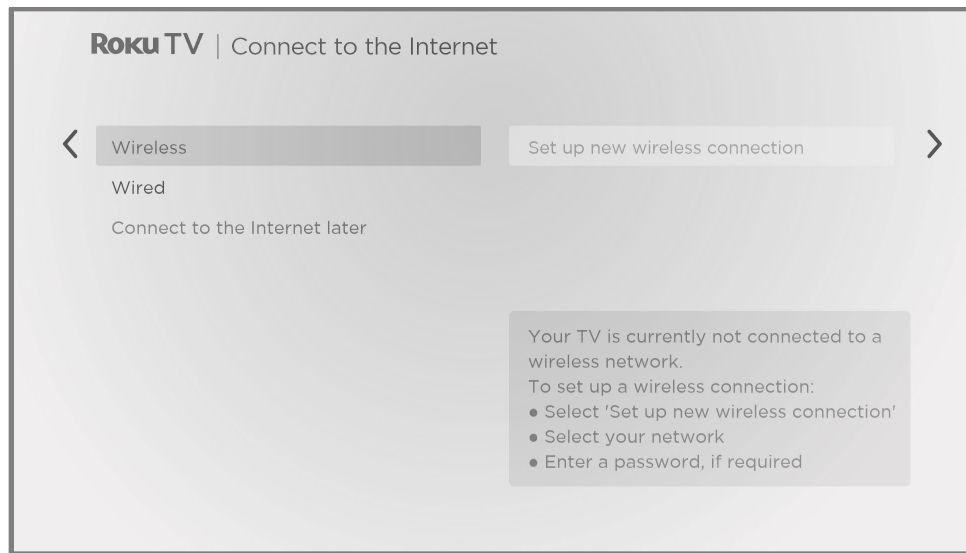 Roku TV | Connect to the Internet
Wireless
Set up new wireless connection
Wired
Connect to the Internet later
Your TV is currently not connected to a
wireless network.
To set up a wireless connection:
● Select 'Set up new wireless connection'
● Select your network
● Enter a password, if required